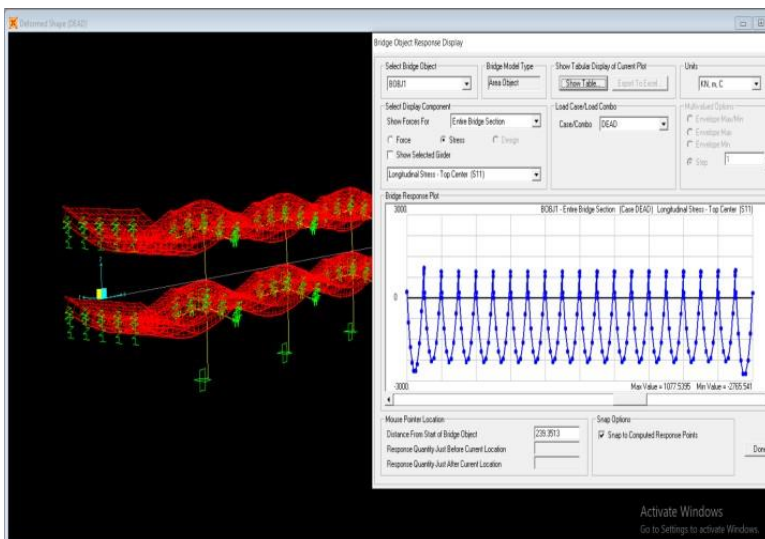 Deformed Shape (DEAD)
Bridge Object Response Display
Select Bridge Object
BOBJ1
Bridge Model Type
Area Object
Show Tabular Display of Current Plot
Show Table...
Export To Excel...
Units
KN, m, C
Select Display Component
Show Forces For
Entire Bridge Section
Force
Stress
Design
Show Selected Girder
Longitudinal Stress - Top Center (S11)
Load Case/Load Combo
Case/Combo
DEAD
Multivalued Options
Envelope Max/Min
Envelope Max
Envelope Min
Step
1
Bridge Response Plot
3000.
BOBJ1 - Entire Bridge Section (Case DEAD) Longitudinal Stress - Top Center (S11)
0
-3000.
Max Value = 1077.5395 Min Value = -2765.541
Mouse Pointer Location
Distance From Start of Bridge Object
239.3513
Response Quantity Just Before Current Location
Response Quantity Just After Current Location
Snap Options
Snap to Computed Response Points
Done
Activate Windows
Go to Settings to activate Windows.